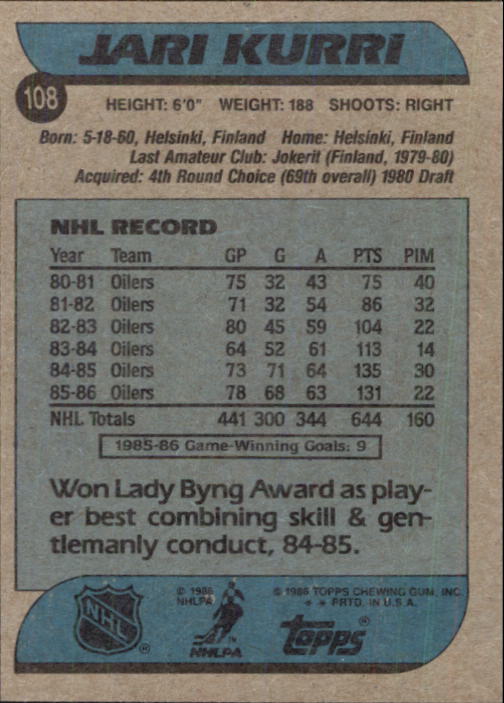 JARI KURRI
108
HEIGHT: 6'0" WEIGHT: 188 SHOOTS: RIGHT
Born: 5-18-60, Helsinki, Finland Home: Helsinki, Finland
Last Amateur Club: Jokerit (Finland, 1979-80)
Acquired: 4th Round Choice (69th overall) 1980 Draft
NHL RECORD
Year Team GP G A PTS PIM
80-81 Oilers 75 32 43 75 40
81-82 Oilers 71 32 54 86 32
82-83 Oilers 80 45 59 104 22
83-84 Oilers 64 52 61 113 14
84-85 Oilers 73 71 64 135 30
85-86 Oilers 78 68 63 131 22
NHL Totals 441 300 344 644 160
1985-86 Game-Winning Goals: 9
Won Lady Byng Award as play-
er best combining skill & gen-
tlemanly conduct, 84-85.
© 1986 TOPPS CHEWING GUM, INC.
* * PRTD. IN U.S.A.
© 1986
NHLPA
NHL ®
TM
NHLPA
topps ®